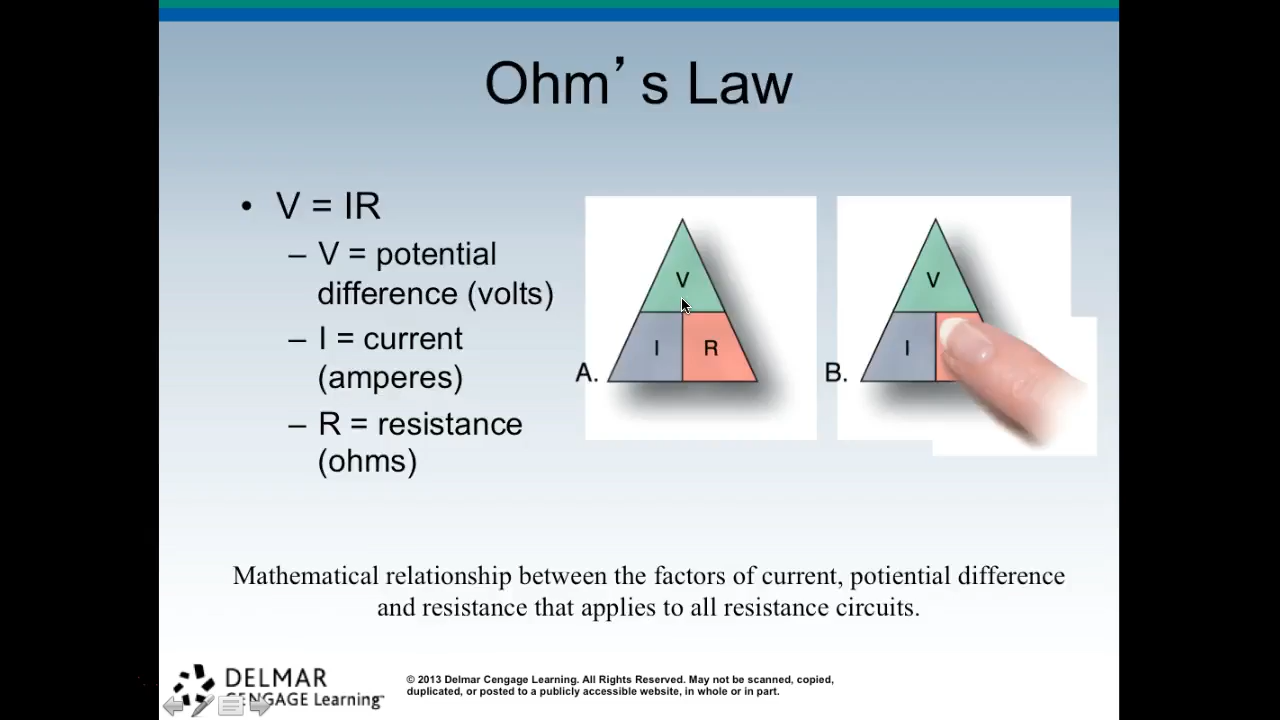 Ohm’s Law
• V = IR
– V = potential
difference (volts)
– I = current
(amperes)
– R = resistance
(ohms)
V
I R
A.
V
I
B.
Mathematical relationship between the factors of current, potiential difference
and resistance that applies to all resistance circuits.
DELMAR
CENGAGE Learning™
© 2013 Delmar Cengage Learning. All Rights Reserved. May not be scanned, copied,
duplicated, or posted to a publicly accessible website, in whole or in part.